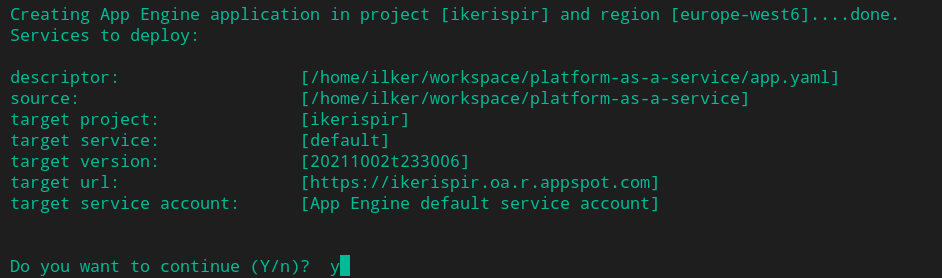 Creating App Engine application in project [ikerispir] and region [europe-west6]....done.
Services to deploy:
descriptor: [/home/ilker/workspace/platform-as-a-service/app.yaml]
source: [/home/ilker/workspace/platform-as-a-service]
target project: [ikerispir]
target service: [default]
target version: [20211002t233006]
target url: [https://ikerispir.oa.r.appspot.com]
target service account: [App Engine default service account]
Do you want to continue (Y/n)? y